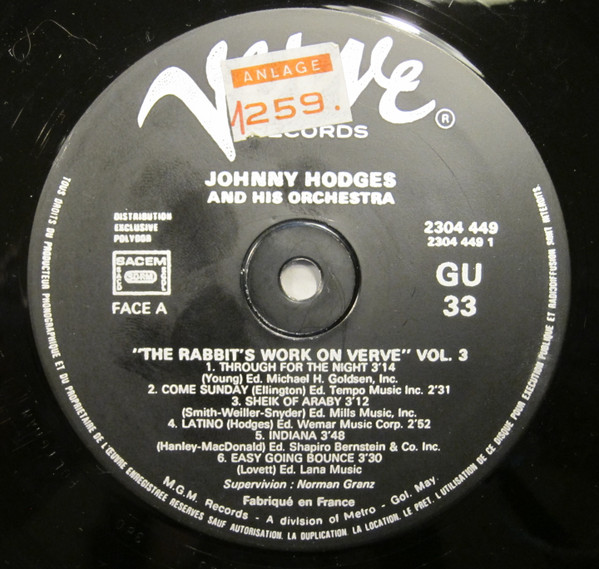 Verve
ANLAGE
1259.
RECORDS
®
JOHNNY HODGES
AND HIS ORCHESTRA
DISTRIBUTION
EXCLUSIVE
POLYDOR
SACEM
SDRM
FACE A
2304 449
2304 449 1
GU
33
"THE RABBIT'S WORK ON VERVE" VOL. 3
1. THROUGH FOR THE NIGHT 3'14
(Young) Ed. Michael H. Goldsen, Inc.
2. COME SUNDAY (Ellington) Ed. Tempo Music Inc. 2'31
3. SHEIK OF ARABY 3'12
(Smith-Weiller-Snyder) Ed. Mills Music, Inc.
4. LATINO (Hodges) Ed. Wemar Music Corp. 2'52
5. INDIANA 3'48
(Hanley-MacDonald) Ed. Shapiro Bernstein & Co. Inc.
6. EASY GOING BOUNCE 3'30
(Lovett) Ed. Lana Music
Supervivion : Norman Granz
Fabriqué en France
M.G.M. Records - A division of Metro - Gol. May.
TOUS DROITS DU PRODUCTEUR PHONOGRAPHIQUE ET DU PROPRIETAIRE DE L'ŒUVRE ENREGISTREE RESERVES SAUF AUTORISATION. LA DUPLICATION. LA LOCATION. LE PRET. L'UTILISATION DE CE DISQUE POUR EXECUTION PUBLIQUE ET RADIODIFFUSION SONT INTERDITS.